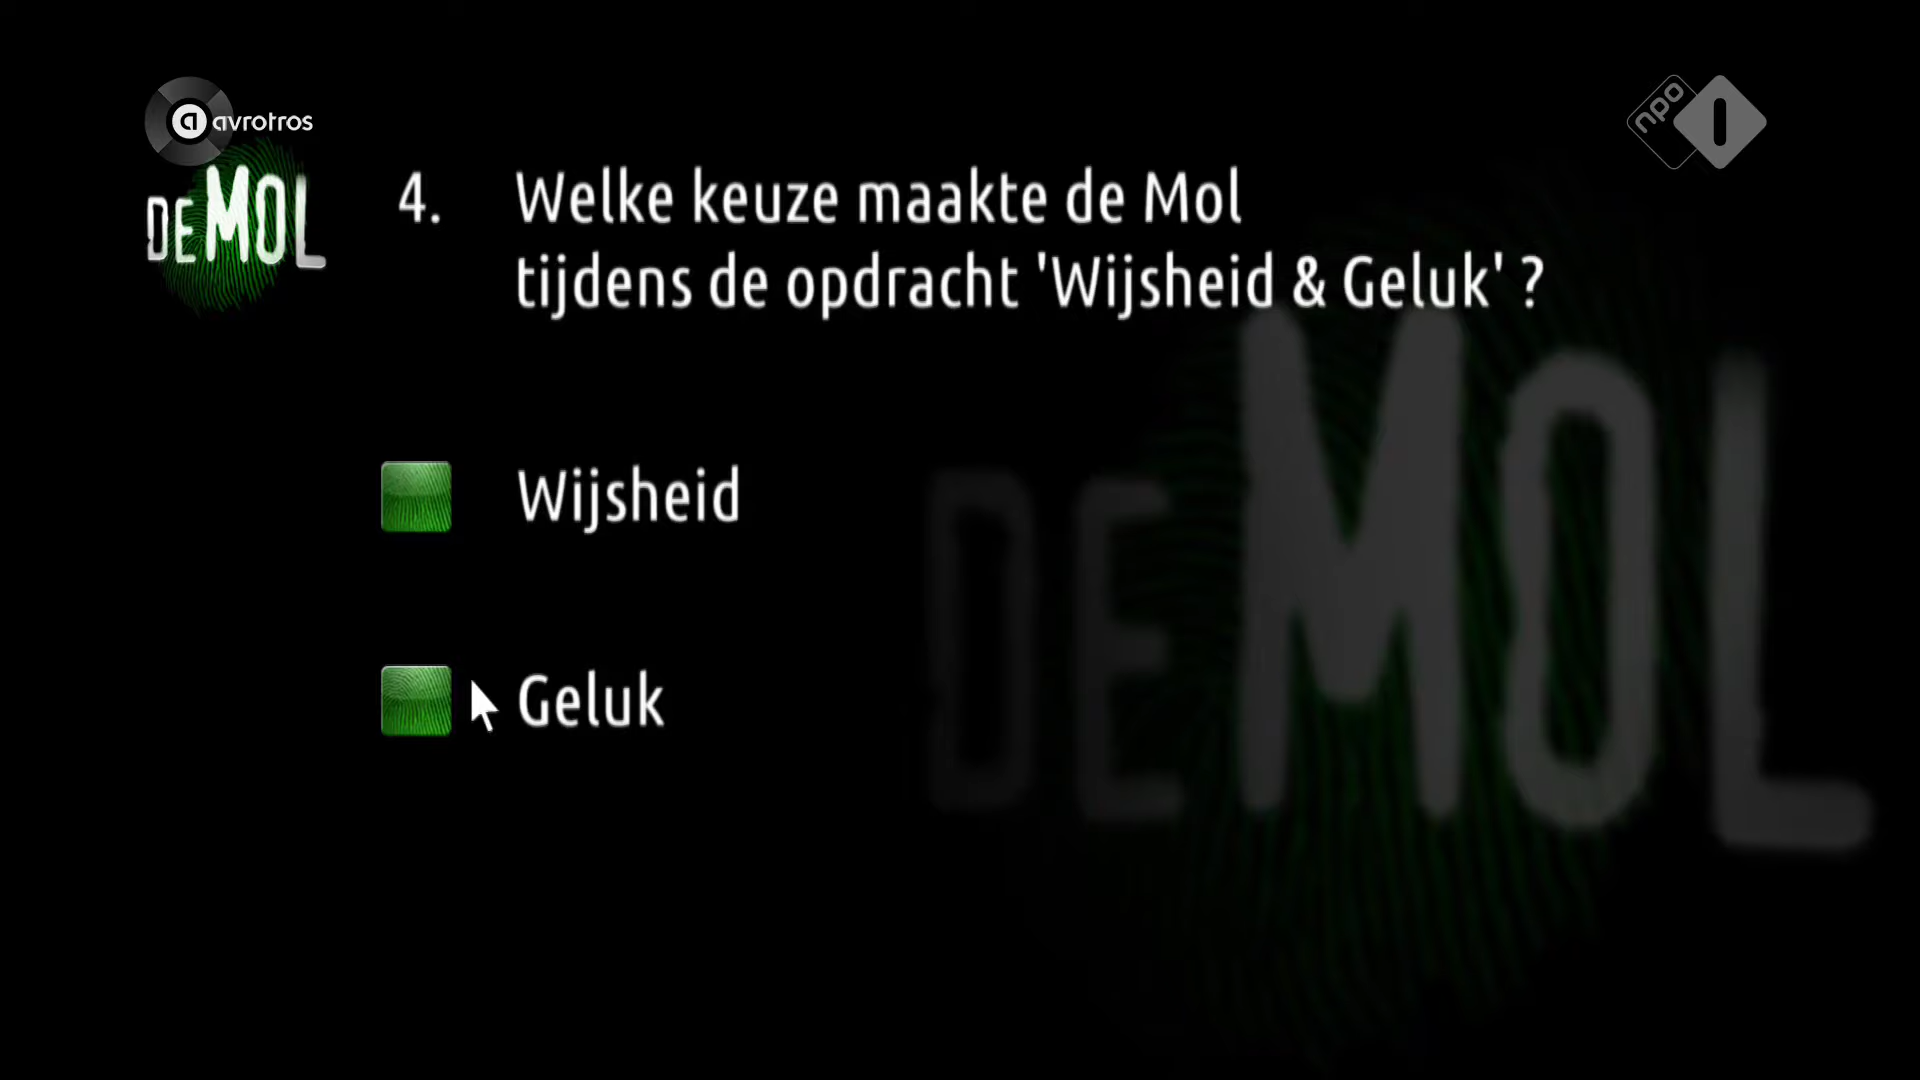 avrotros
npo 1
DE MOL
4. Welke keuze maakte de Mol
tijdens de opdracht 'Wijsheid & Geluk' ?
Wijsheid
Geluk
DE MOL